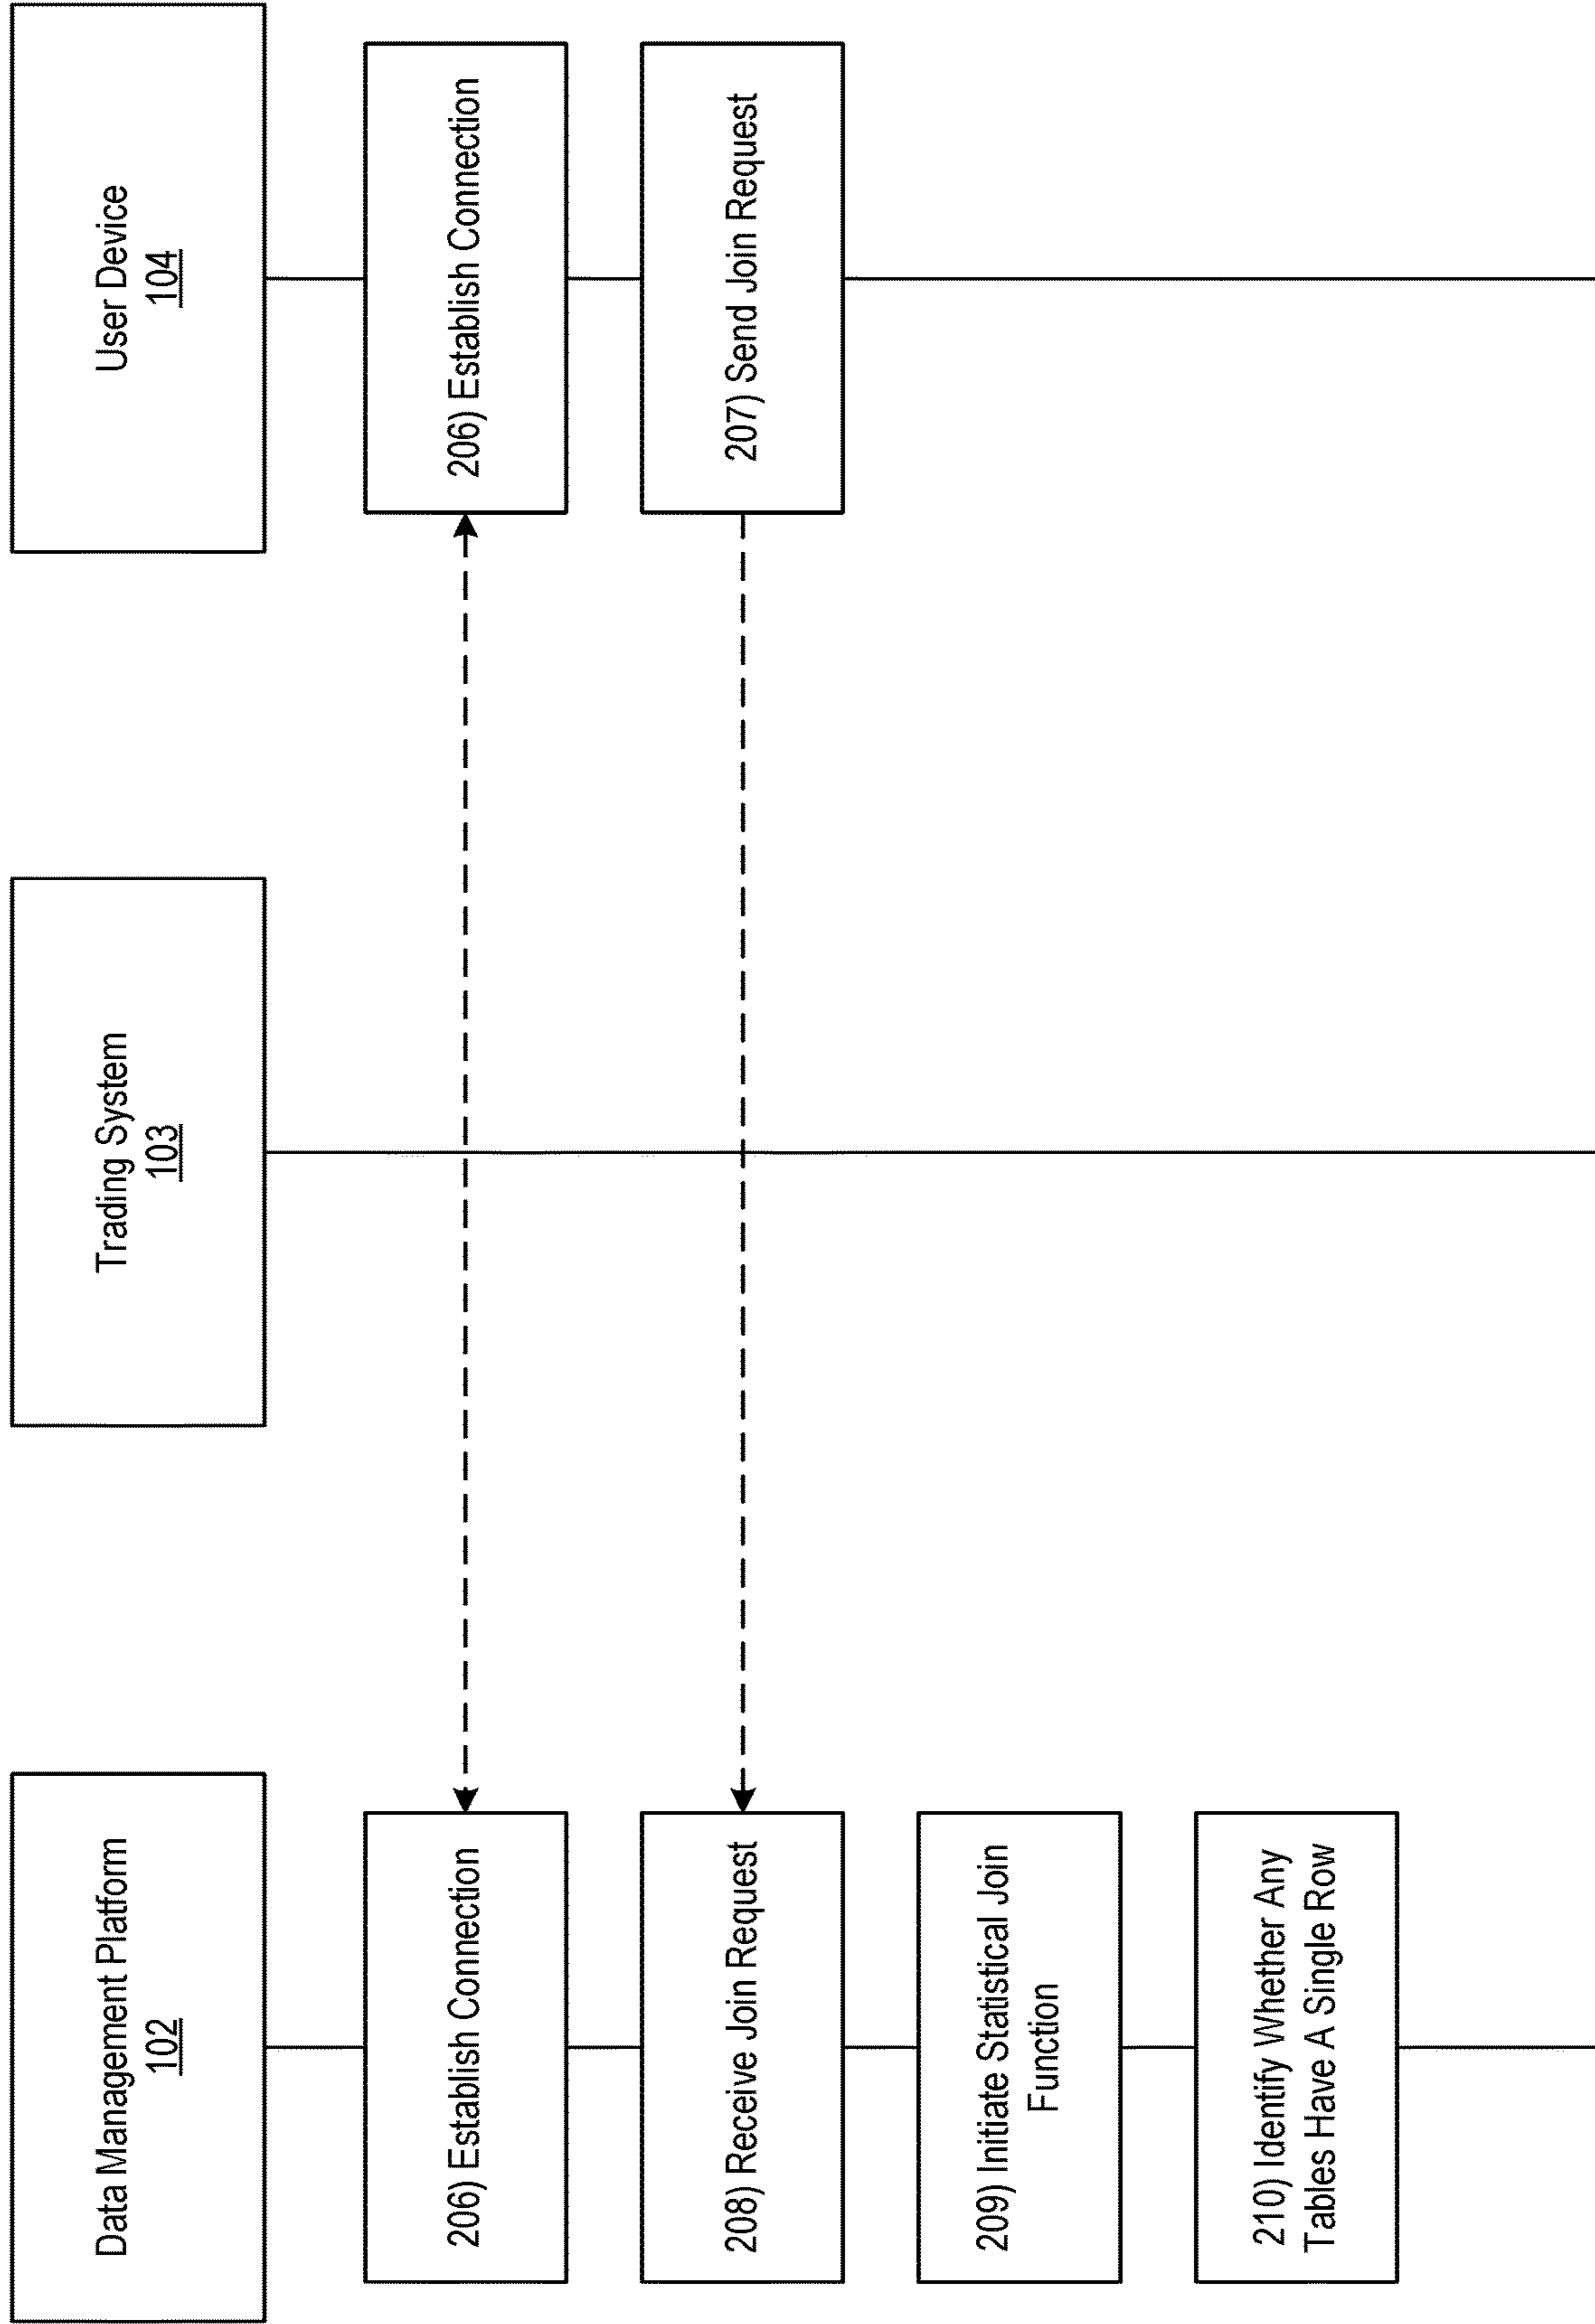 Data Management Platform
102
Trading System
103
User Device
104
206) Establish Connection
206) Establish Connection
208) Receive Join Request
207) Send Join Request
209) Initiate Statistical Join
Function
210) Identify Whether Any
Tables Have A Single Row